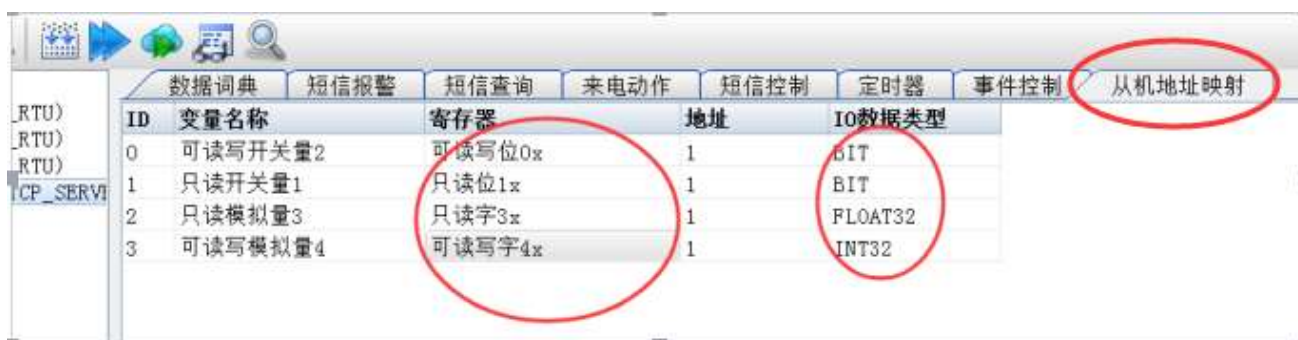 数据词典 短信报警 短信查询 来电动作 短信控制 定时器 事件控制 从机地址映射
_RTU)
_RTU)
_RTU)
TCP_SERVI
ID 变量名称 寄存器 地址 IO数据类型
0 可读写开关量2 可读写位0x 1 BIT
1 只读开关量1 只读位1x 1 BIT
2 只读模拟量3 只读字3x 1 FLOAT32
3 可读写模拟量4 可读写字4x 1 INT32